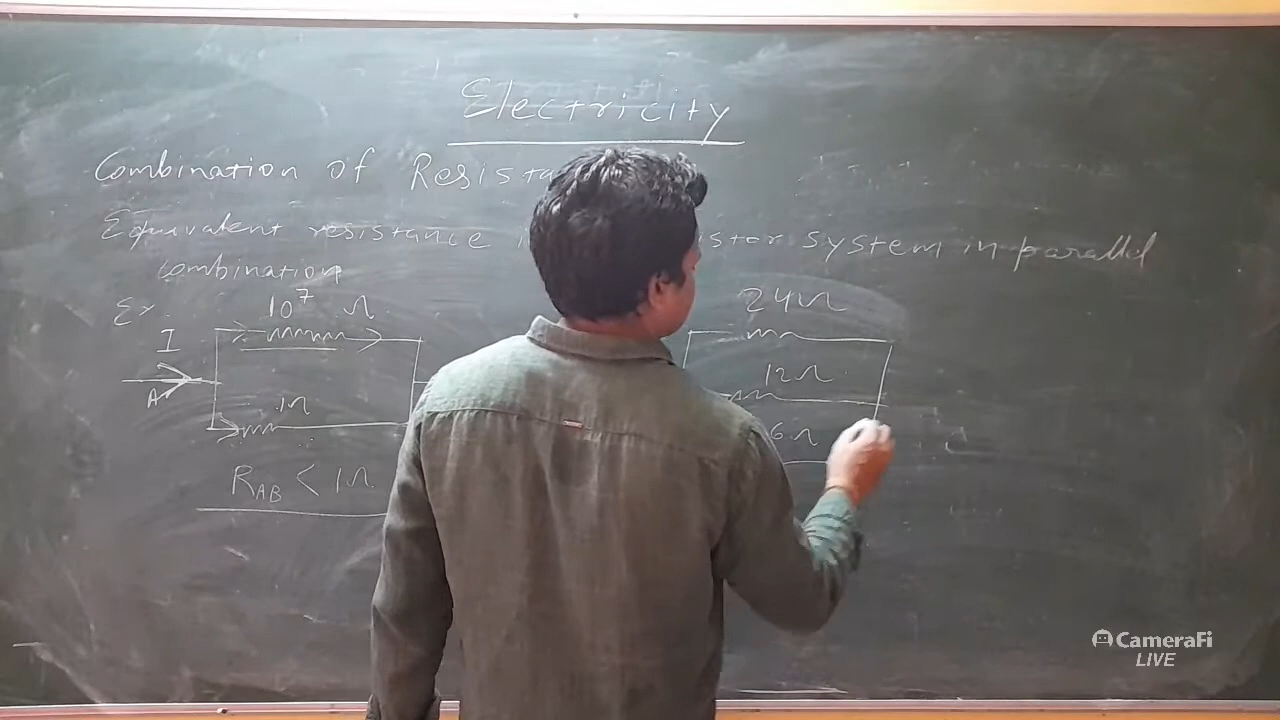 Electricity
Combination of Resista
Equivalent resistance i stor system in parallel
combination
Ex.
10⁷ Ω
I
A
1Ω
R_AB < 1Ω
24Ω
12Ω
6Ω
CameraFi
LIVE